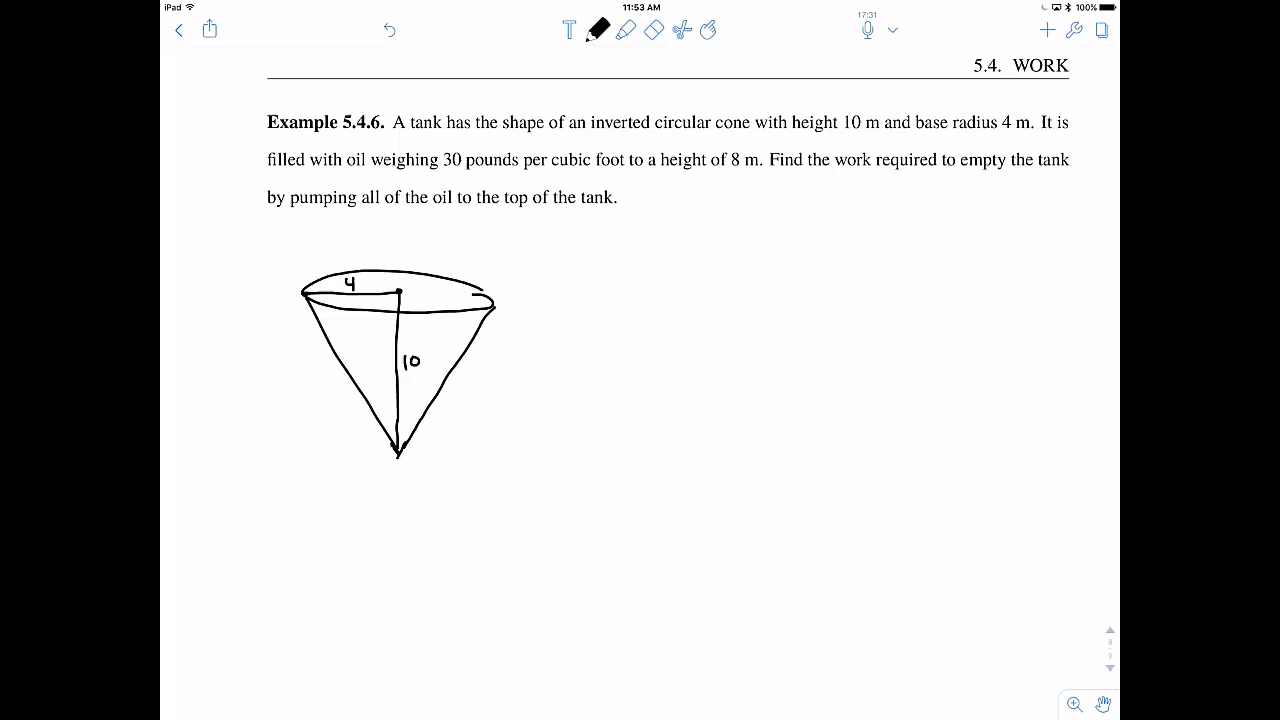 iPad
11:53 AM
100%
17:31
T
5.4. WORK
Example 5.4.6. A tank has the shape of an inverted circular cone with height 10 m and base radius 4 m. It is
filled with oil weighing 30 pounds per cubic foot to a height of 8 m. Find the work required to empty the tank
by pumping all of the oil to the top of the tank.
4
10
8
9